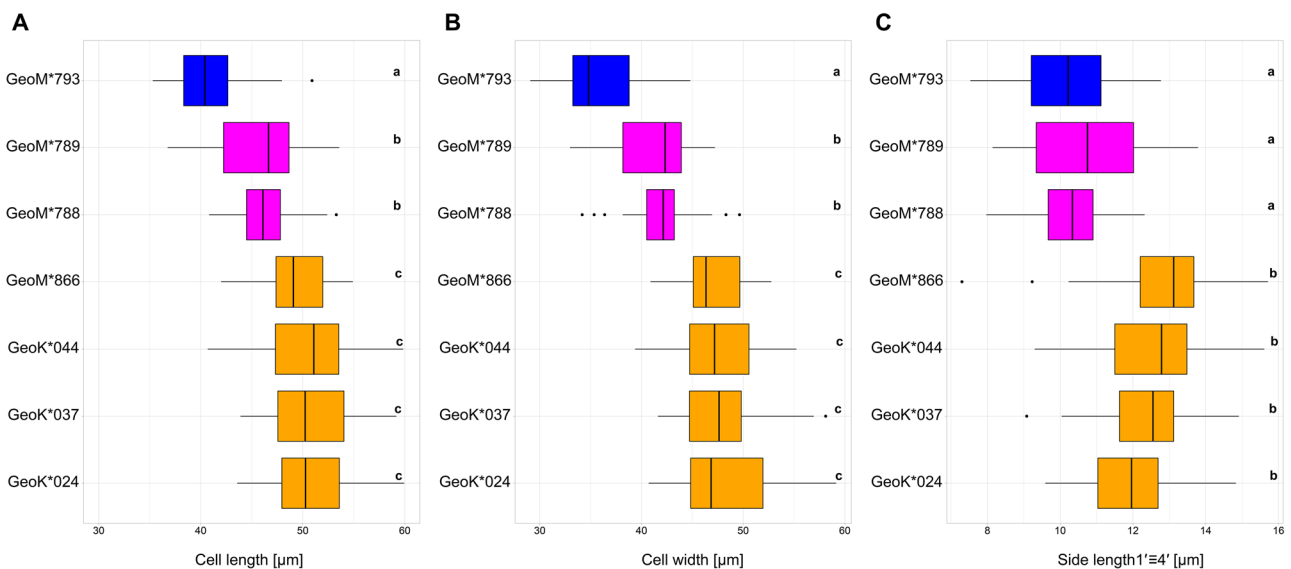 A
GeoM*793
a
GeoM*789
b
GeoM*788
b
GeoM*866
c
GeoK*044
c
GeoK*037
c
GeoK*024
c
30 40 50 60
Cell length [µm]
B
GeoM*793
a
GeoM*789
b
GeoM*788
b
GeoM*866
c
GeoK*044
c
GeoK*037
c
GeoK*024
c
30 40 50 60
Cell width [µm]
C
GeoM*793
a
GeoM*789
a
GeoM*788
a
GeoM*866
b
GeoK*044
b
GeoK*037
b
GeoK*024
b
8 10 12 14 16
Side length1′≡4′ [µm]